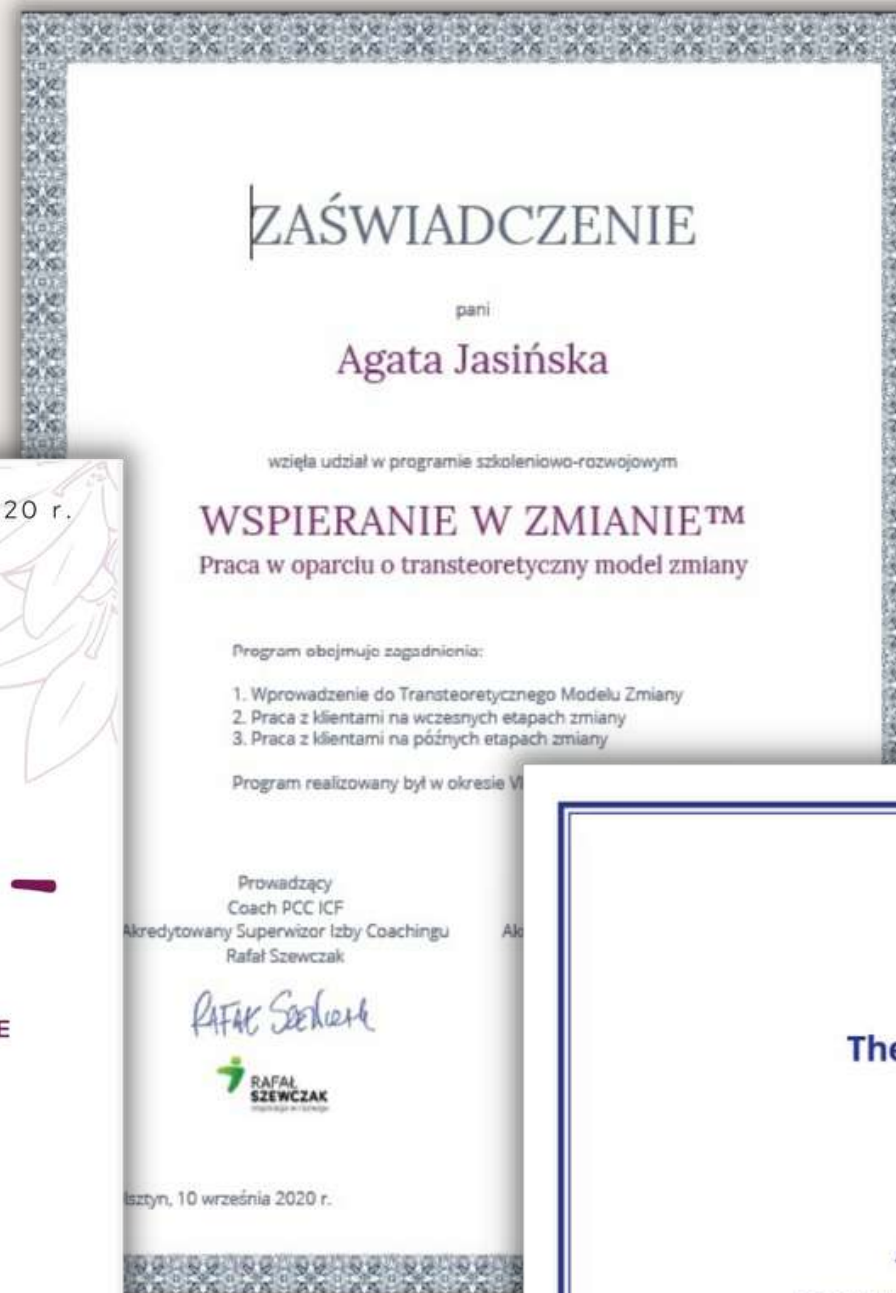 ZAŚWIADCZENIE
pani
Agata Jasińska
wzięła udział w programie szkoleniowo-rozwojowym
WSPIERANIE W ZMIANIE™
Praca w oparciu o transteoretyczny model zmiany
Program obejmuje zagadnienia:
1. Wprowadzenie do Transteoretycznego Modelu Zmiany
2. Praca z klientami na wczesnych etapach zmiany
3. Praca z klientami na późnych etapach zmiany
Program realizowany był w okresie
Prowadzący
Coach PCC ICF
Akredytowany Superwizor Izby Coachingu
Rafał Szewczak
RAFAŁ
SZEWCZAK
10 września 2020 r.
20 r.
The